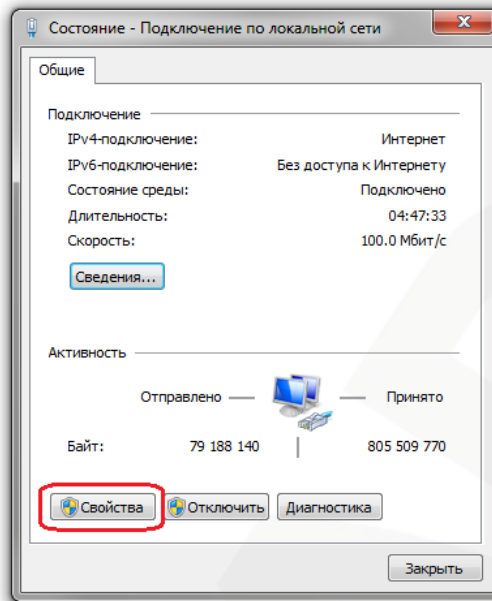 Состояние - Подключение по локальной сети
Общие
Подключение
IPv4-подключение: Интернет
IPv6-подключение: Без доступа к Интернету
Состояние среды: Подключено
Длительность: 04:47:33
Скорость: 100.0 Мбит/с
Сведения...
Активность
Отправлено — — Принято
Байт: 79 188 140 | 805 509 770
Свойства Отключить Диагностика
Закрыть